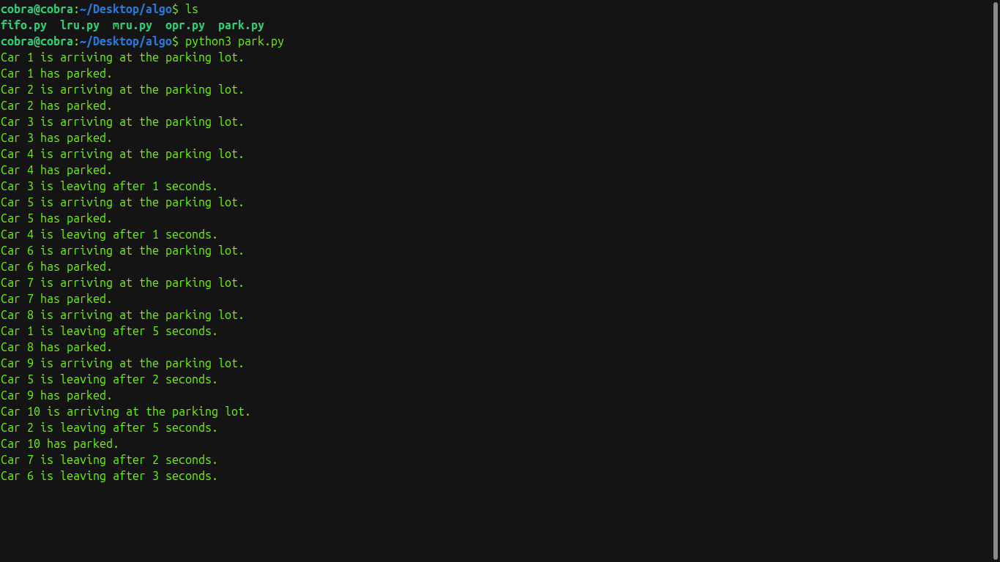 cobra@cobra:~/Desktop/algo$ ls
fifo.py  lru.py  mru.py  opr.py  park.py
cobra@cobra:~/Desktop/algo$ python3 park.py
Car 1 is arriving at the parking lot.
Car 1 has parked.
Car 2 is arriving at the parking lot.
Car 2 has parked.
Car 3 is arriving at the parking lot.
Car 3 has parked.
Car 4 is arriving at the parking lot.
Car 4 has parked.
Car 3 is leaving after 1 seconds.
Car 5 is arriving at the parking lot.
Car 5 has parked.
Car 4 is leaving after 1 seconds.
Car 6 is arriving at the parking lot.
Car 6 has parked.
Car 7 is arriving at the parking lot.
Car 7 has parked.
Car 8 is arriving at the parking lot.
Car 1 is leaving after 5 seconds.
Car 8 has parked.
Car 9 is arriving at the parking lot.
Car 5 is leaving after 2 seconds.
Car 9 has parked.
Car 10 is arriving at the parking lot.
Car 2 is leaving after 5 seconds.
Car 10 has parked.
Car 7 is leaving after 2 seconds.
Car 6 is leaving after 3 seconds.